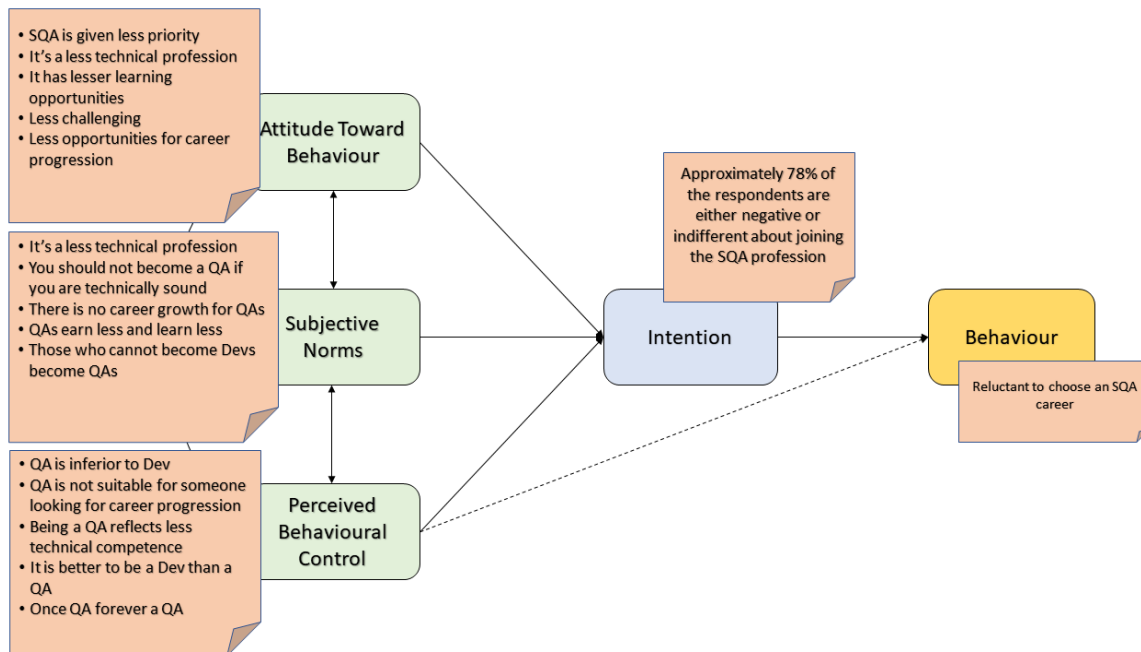 • SQA is given less priority
• It's a less technical profession
• It has lesser learning
opportunities
• Less challenging
• Less opportunities for career
progression
Attitude Toward
Behaviour
• It's a less technical profession
• You should not become a QA if
you are technically sound
• There is no career growth for QAs
• QAs earn less and learn less
• Those who cannot become Devs
become QAs
Subjective
Norms
• QA is inferior to Dev
• QA is not suitable for someone
looking for career progression
• Being a QA reflects less
technical competence
• It is better to be a Dev than a
QA
• Once QA forever a QA
Perceived
Behavioural
Control
Approximately 78% of
the respondents are
either negative or
indifferent about joining
the SQA profession
Intention
Behaviour
Reluctant to choose an SQA
career